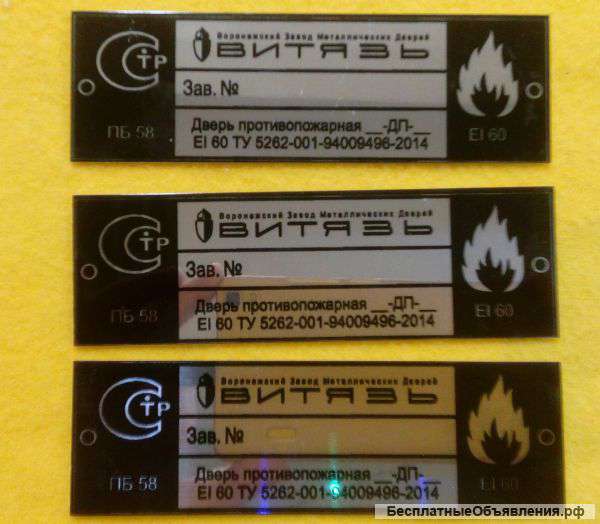 Воронежский Завод Металлических Дверей
ВИТЯЗЬ
Зав. №
Дверь противопожарная __-ДП-__
EI 60 ТУ 5262-001-94009496-2014
СТР
ПБ 58
EI 60
Воронежский Завод Металлических Дверей
ВИТЯЗЬ
Зав. №
Дверь противопожарная __-ДП-__
EI 60 ТУ 5262-001-94009496-2014
СТР
ПБ 58
EI 60
Воронежский Завод Металлических Дверей
ВИТЯЗЬ
Зав. №
Дверь противопожарная __-ДП-__
EI 60 ТУ 5262-001-94009496-2014
СТР
ПБ 58
EI 60
БесплатныеОбъявления.рф